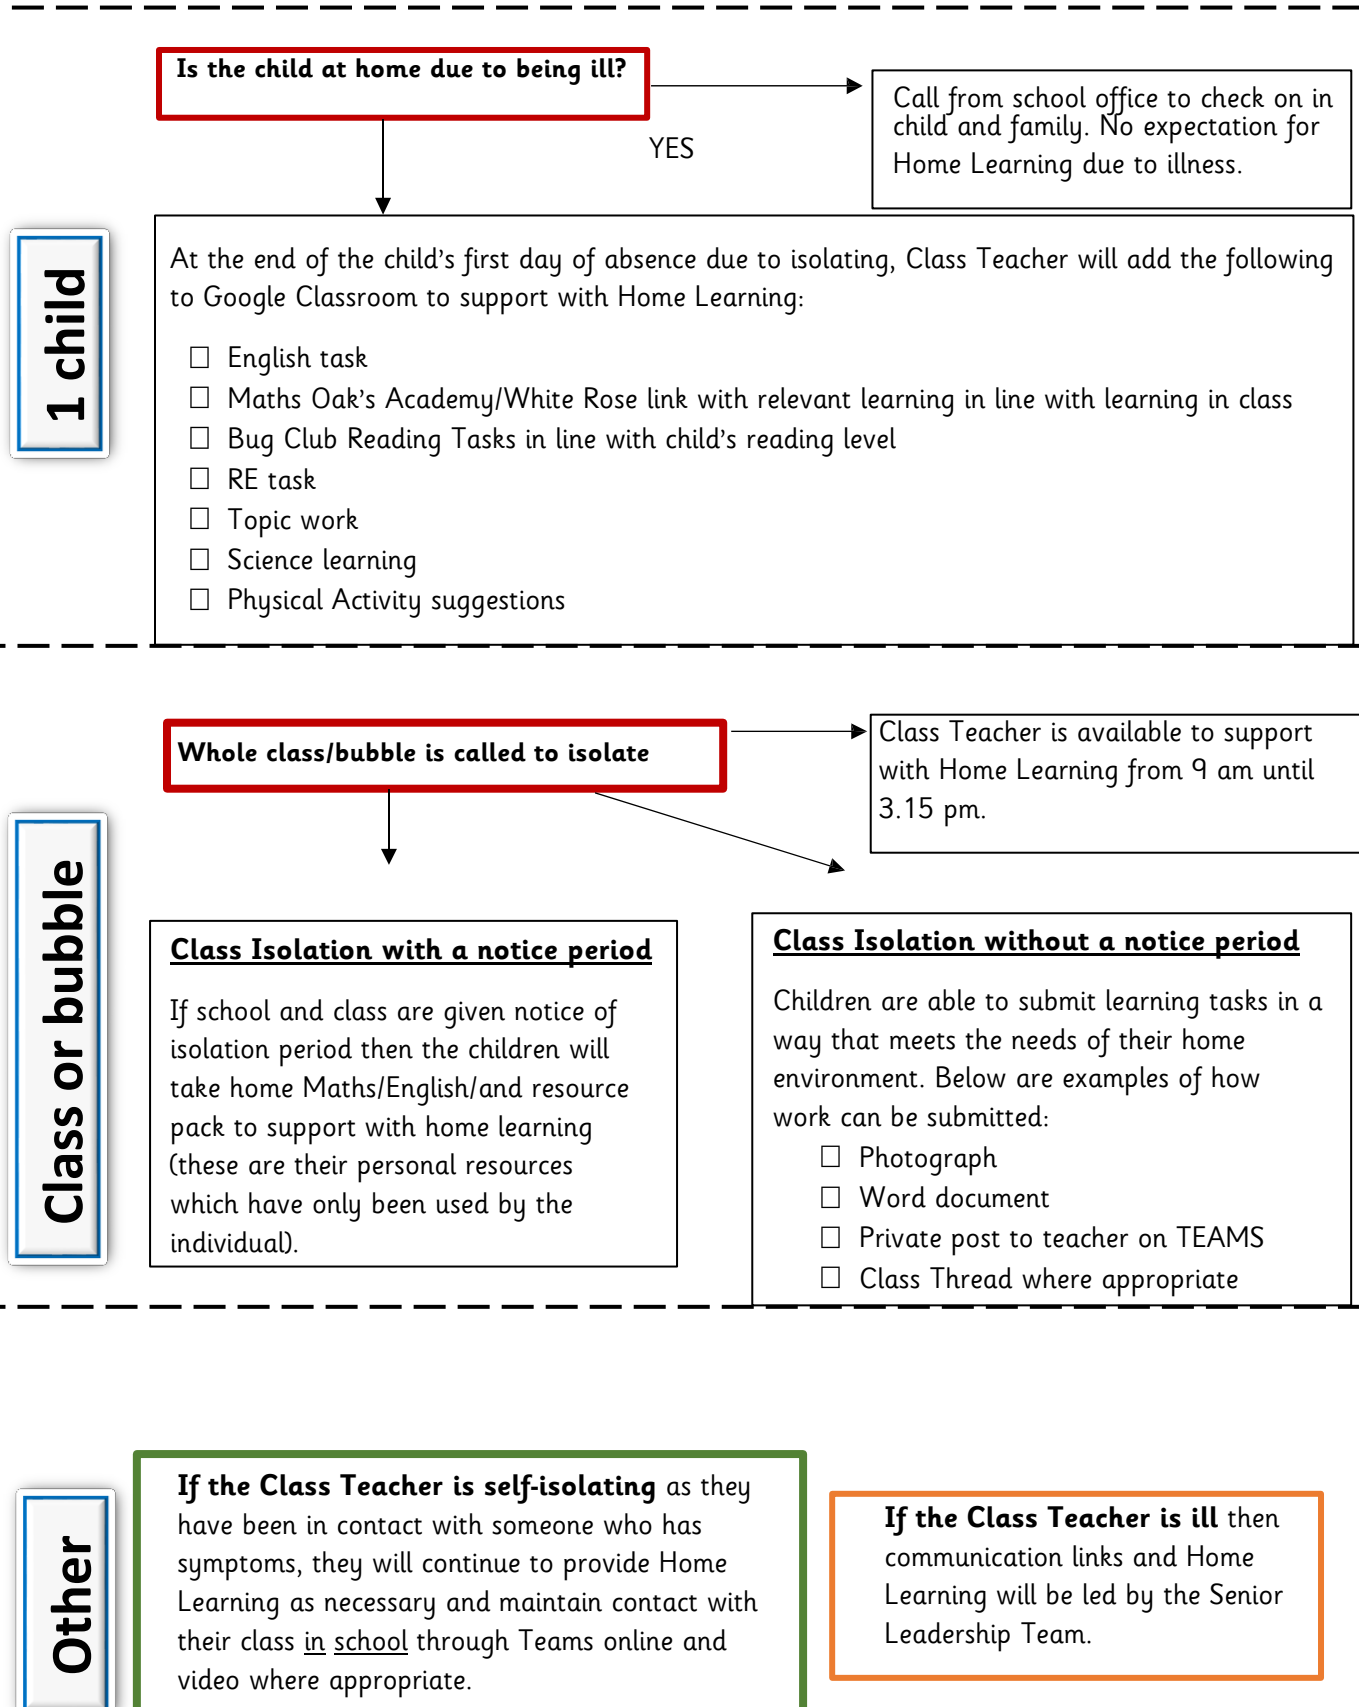 Is the child at home due to being ill?
YES
Call from school office to check on in
child and family. No expectation for
Home Learning due to illness.
1 child
At the end of the child's first day of absence due to isolating, Class Teacher will add the following
to Google Classroom to support with Home Learning:
☐ English task
☐ Maths Oak's Academy/White Rose link with relevant learning in line with learning in class
☐ Bug Club Reading Tasks in line with child's reading level
☐ RE task
☐ Topic work
☐ Science learning
☐ Physical Activity suggestions
Whole class/bubble is called to isolate
Class Teacher is available to support
with Home Learning from 9 am until
3.15 pm.
Class or bubble
Class Isolation with a notice period
If school and class are given notice of
isolation period then the children will
take home Maths/English/and resource
pack to support with home learning
(these are their personal resources
which have only been used by the
individual).
Class Isolation without a notice period
Children are able to submit learning tasks in a
way that meets the needs of their home
environment. Below are examples of how
work can be submitted:
☐ Photograph
☐ Word document
☐ Private post to teacher on TEAMS
☐ Class Thread where appropriate
Other
If the Class Teacher is self-isolating as they
have been in contact with someone who has
symptoms, they will continue to provide Home
Learning as necessary and maintain contact with
their class in school through Teams online and
video where appropriate.
If the Class Teacher is ill then
communication links and Home
Learning will be led by the Senior
Leadership Team.